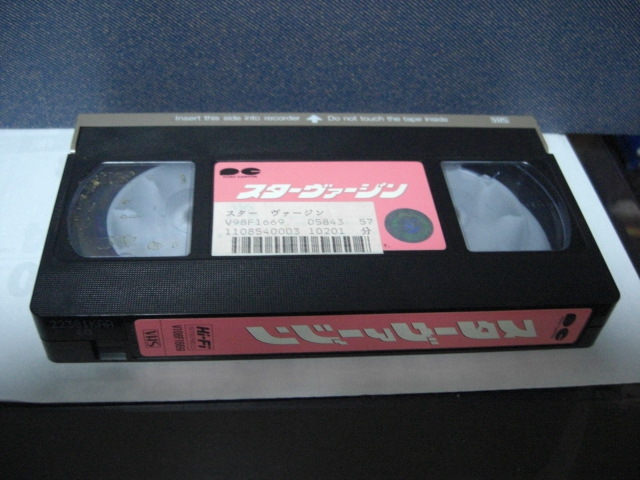 Insert this side into recorder ⬆ Do not touch the tape inside VHS
スターヴァージン
スター ヴァージン
V98F1669 05843 57
1108540003 10201 分
スターヴァージン
Hi-Fi
V98F1669
VHS